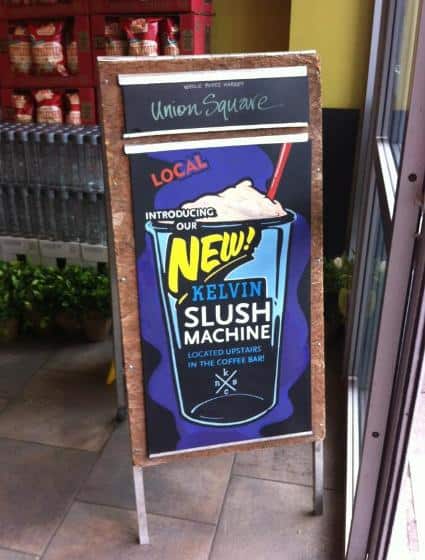 WHOLE FOODS MARKET
Union Square
LOCAL
INTRODUCING
OUR
NEW!
KELVIN
SLUSH
MACHINE
LOCATED UPSTAIRS
IN THE COFFEE BAR!
k
n s
c